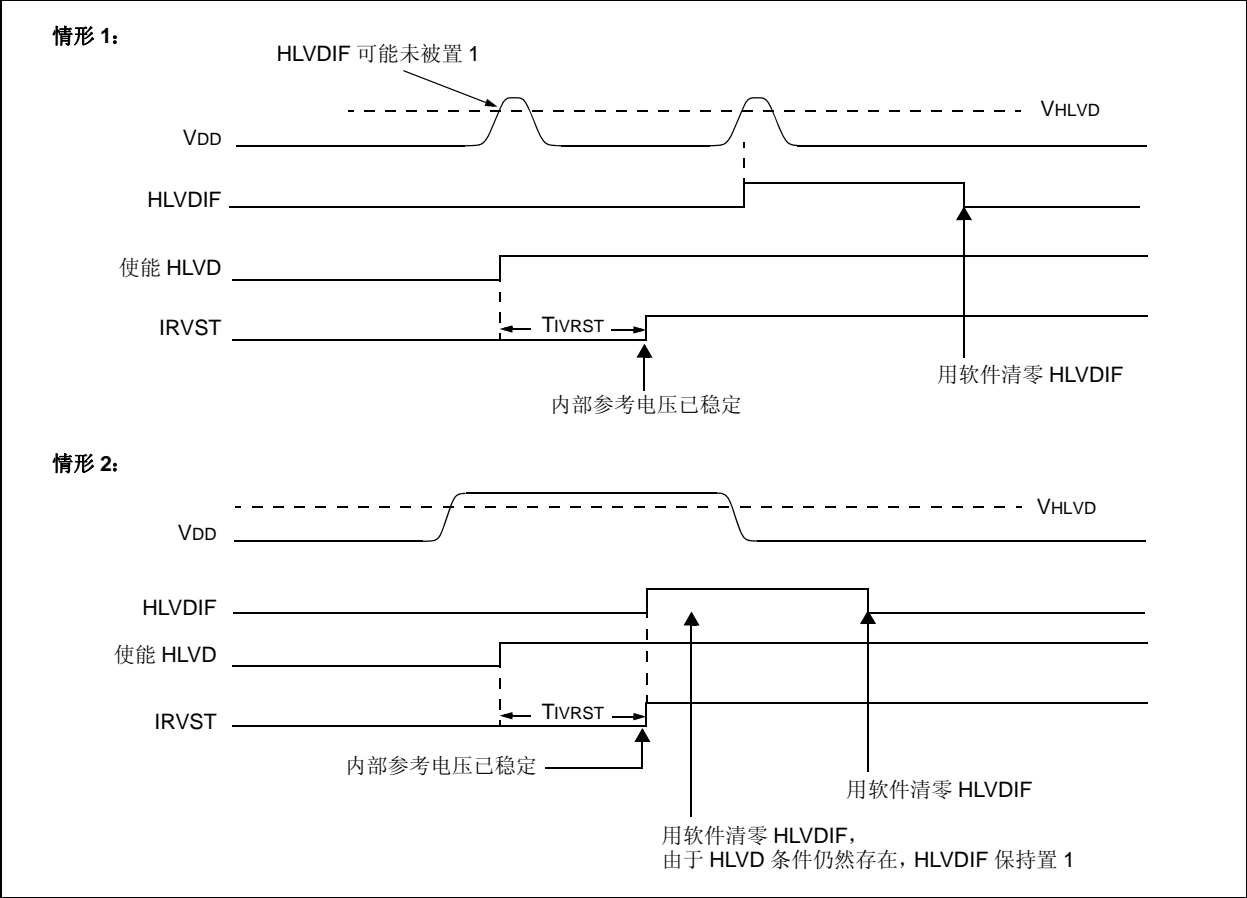 情形 1：
HLVDIF 可能未被置 1
VHLVD
VDD
HLVDIF
使能 HLVD
TIVRST
IRVST
用软件清零 HLVDIF
内部参考电压已稳定
情形 2：
VHLVD
VDD
HLVDIF
使能 HLVD
TIVRST
IRVST
内部参考电压已稳定
用软件清零 HLVDIF
用软件清零 HLVDIF，
由于 HLVD 条件仍然存在，HLVDIF 保持置 1